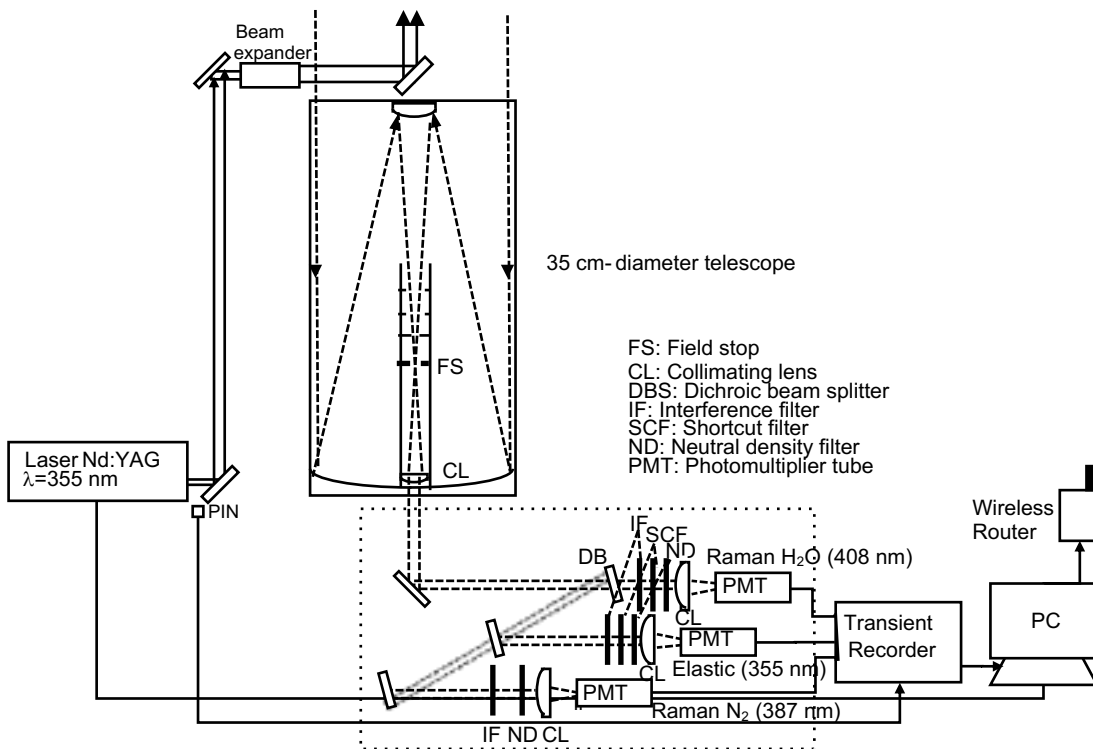 Beam
expander
35 cm- diameter telescope
FS
FS: Field stop
CL: Collimating lens
DBS: Dichroic beam splitter
IF: Interference filter
SCF: Shortcut filter
ND: Neutral density filter
PMT: Photomultiplier tube
Laser Nd:YAG
λ=355 nm
CL
PIN
Wireless
Router
IF
SCF
ND
DB
Raman H₂O (408 nm)
PMT
CL
PMT
Elastic (355 nm)
CL
Transient
Recorder
PC
PMT
Raman N₂ (387 nm)
IF ND CL